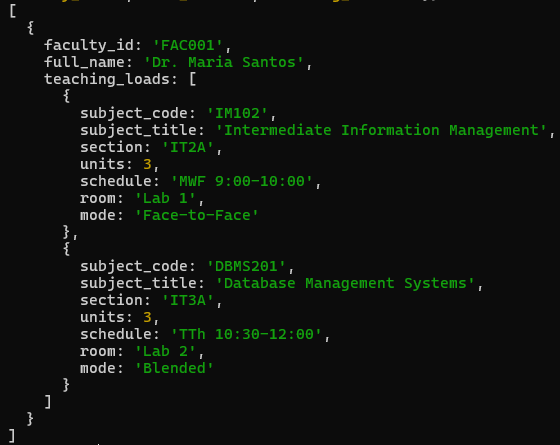 [
  {
    faculty_id: 'FAC001',
    full_name: 'Dr. Maria Santos',
    teaching_loads: [
      {
        subject_code: 'IM102',
        subject_title: 'Intermediate Information Management',
        section: 'IT2A',
        units: 3,
        schedule: 'MWF 9:00-10:00',
        room: 'Lab 1',
        mode: 'Face-to-Face'
      },
      {
        subject_code: 'DBMS201',
        subject_title: 'Database Management Systems',
        section: 'IT3A',
        units: 3,
        schedule: 'TTh 10:30-12:00',
        room: 'Lab 2',
        mode: 'Blended'
      }
    ]
  }
]